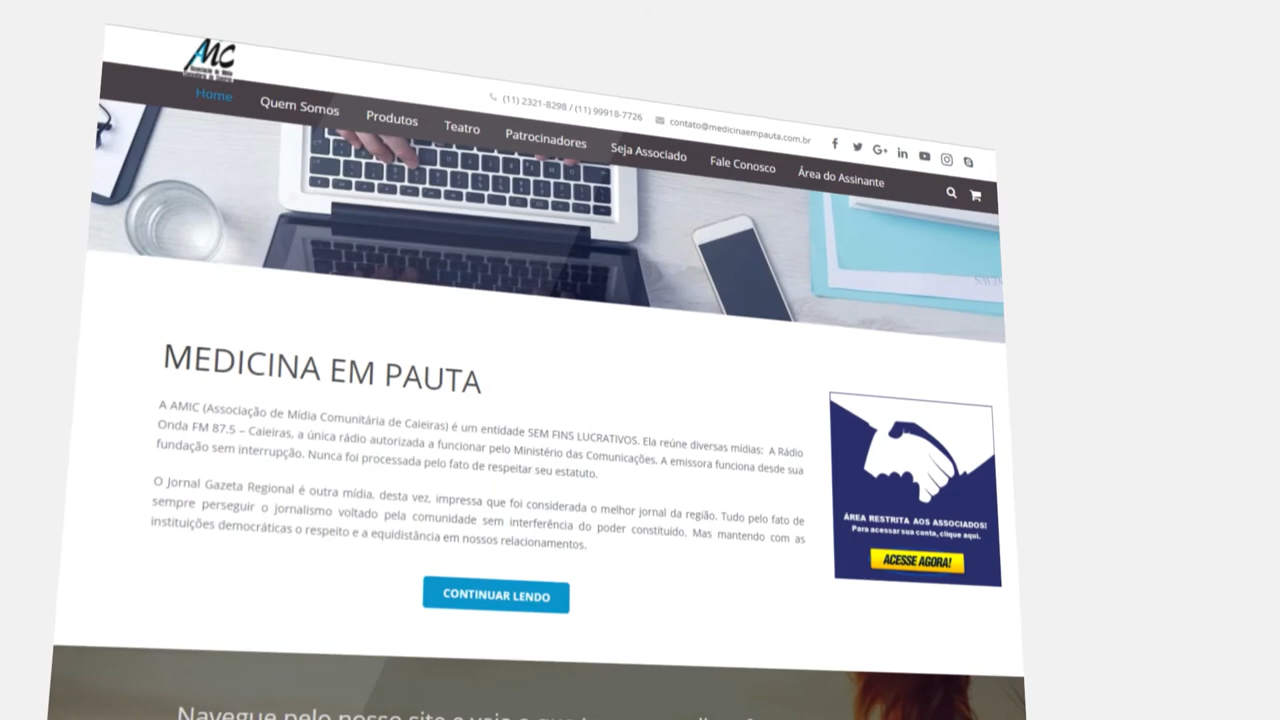 AMC
(11) 2321-8298 / (11) 99918-7726
contato@medicinaempauta.com.br
Home
Quem Somos
Produtos
Teatro
Patrocinadores
Seja Associado
Fale Conosco
Área do Assinante
MEDICINA EM PAUTA
A AMIC (Associação de Mídia Comunitária de Caieiras) é um entidade SEM FINS LUCRATIVOS. Ela reúne diversas mídias: A Rádio
Onda FM 87.5 – Caieiras, a única rádio autorizada a funcionar pelo Ministério das Comunicações. A emissora funciona desde sua
fundação sem interrupção. Nunca foi processada pelo fato de respeitar seu estatuto.
O Jornal Gazeta Regional é outra mídia, desta vez, impressa que foi considerada o melhor jornal da região. Tudo pelo fato de
sempre perseguir o jornalismo voltado pela comunidade sem interferência do poder constituído. Mas mantendo com as
instituições democráticas o respeito e a equidistância em nossos relacionamentos.
CONTINUAR LENDO
ÁREA RESTRITA AOS ASSOCIADOS!
Para acessar sua conta, clique aqui.
ACESSE AGORA!
Navegue pelo nosso site e veja o que